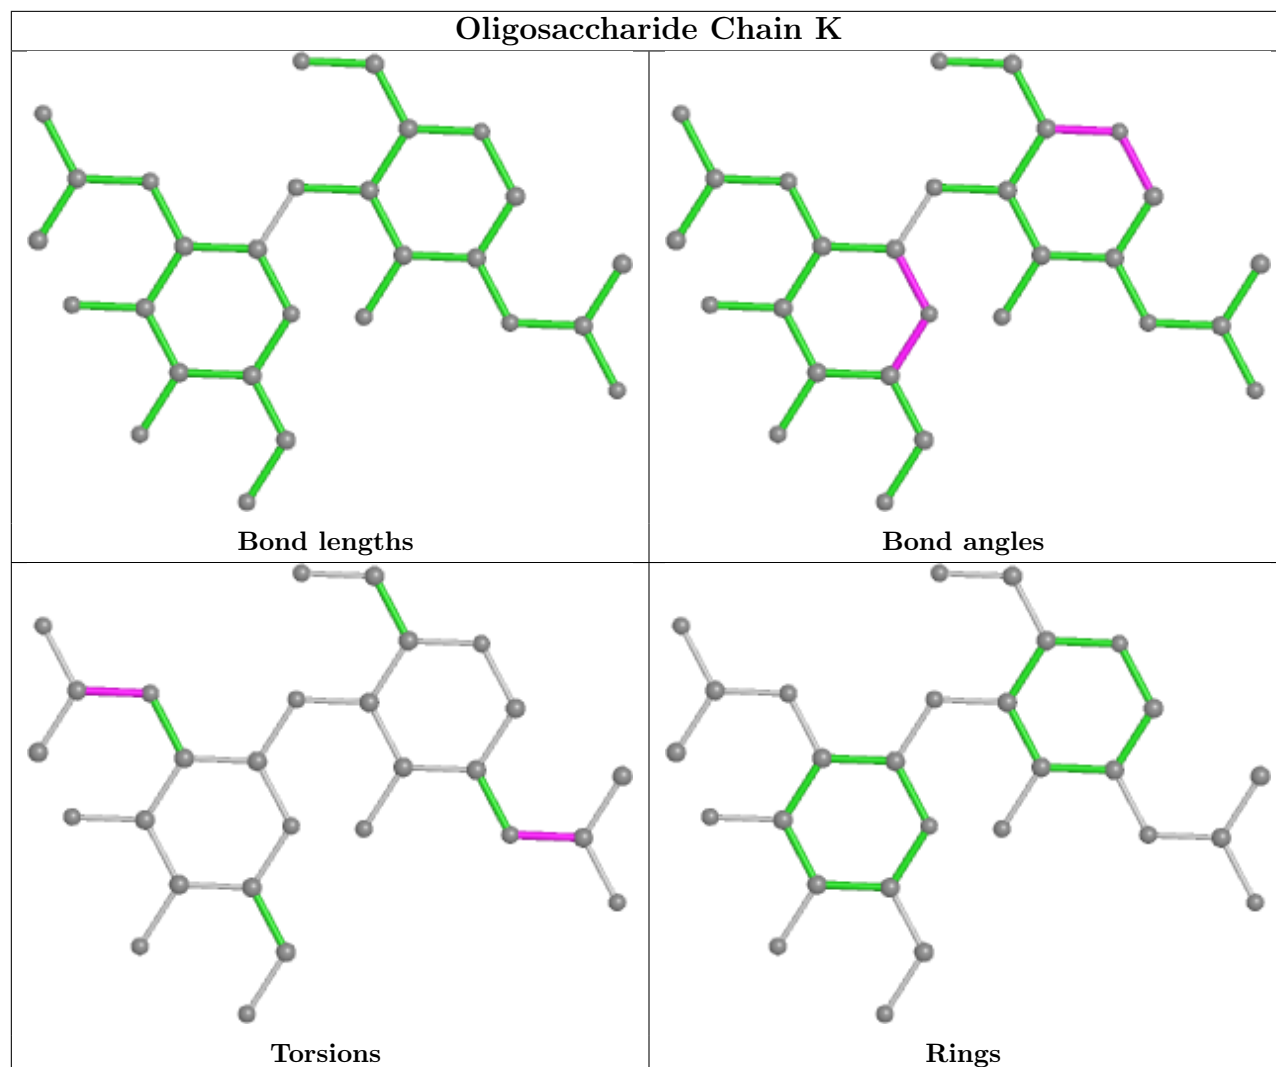 Oligosaccharide Chain K
Bond lengths
Bond angles
Torsions
Rings